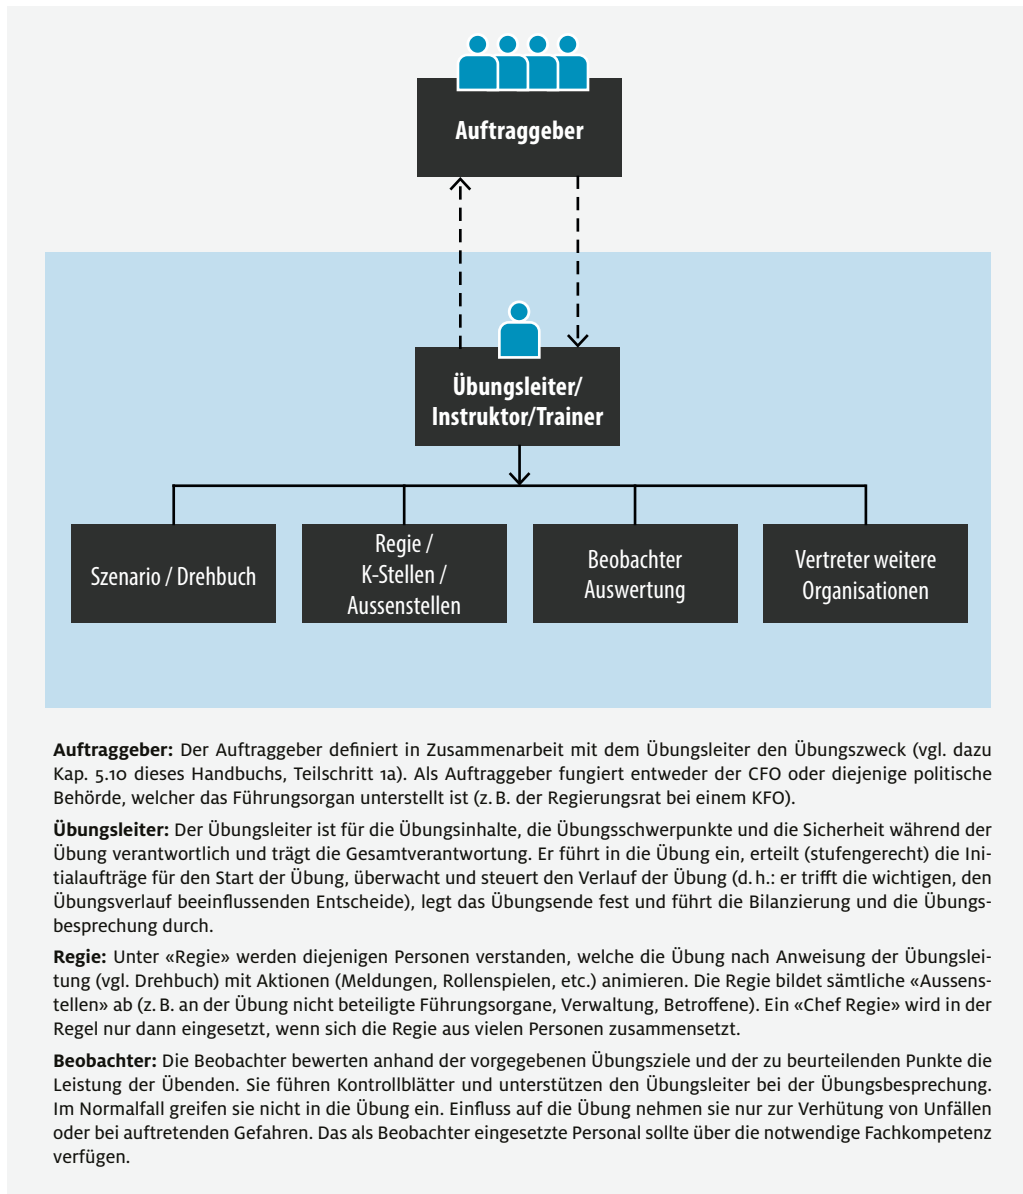 Auftraggeber
Übungsleiter/
Instruktor/Trainer
Szenario / Drehbuch
Regie /
K-Stellen /
Aussenstellen
Beobachter
Auswertung
Vertreter weitere
Organisationen
Auftraggeber: Der Auftraggeber definiert in Zusammenarbeit mit dem Übungsleiter den Übungszweck (vgl. dazu
Kap. 5.10 dieses Handbuchs, Teilschritt 1a). Als Auftraggeber fungiert entweder der CFO oder diejenige politische
Behörde, welcher das Führungsorgan unterstellt ist (z. B. der Regierungsrat bei einem KFO).
Übungsleiter: Der Übungsleiter ist für die Übungsinhalte, die Übungsschwerpunkte und die Sicherheit während der
Übung verantwortlich und trägt die Gesamtverantwortung. Er führt in die Übung ein, erteilt (stufengerecht) die Ini-
tialaufträge für den Start der Übung, überwacht und steuert den Verlauf der Übung (d. h.: er trifft die wichtigen, den
Übungsverlauf beeinflussenden Entscheide), legt das Übungsende fest und führt die Bilanzierung und die Übungs-
besprechung durch.
Regie: Unter «Regie» werden diejenigen Personen verstanden, welche die Übung nach Anweisung der Übungslei-
tung (vgl. Drehbuch) mit Aktionen (Meldungen, Rollenspielen, etc.) animieren. Die Regie bildet sämtliche «Aussens-
tellen» ab (z. B. an der Übung nicht beteiligte Führungsorgane, Verwaltung, Betroffene). Ein «Chef Regie» wird in der
Regel nur dann eingesetzt, wenn sich die Regie aus vielen Personen zusammensetzt.
Beobachter: Die Beobachter bewerten anhand der vorgegebenen Übungsziele und der zu beurteilenden Punkte die
Leistung der Übenden. Sie führen Kontrollblätter und unterstützen den Übungsleiter bei der Übungsbesprechung.
Im Normalfall greifen sie nicht in die Übung ein. Einfluss auf die Übung nehmen sie nur zur Verhütung von Unfällen
oder bei auftretenden Gefahren. Das als Beobachter eingesetzte Personal sollte über die notwendige Fachkompetenz
verfügen.